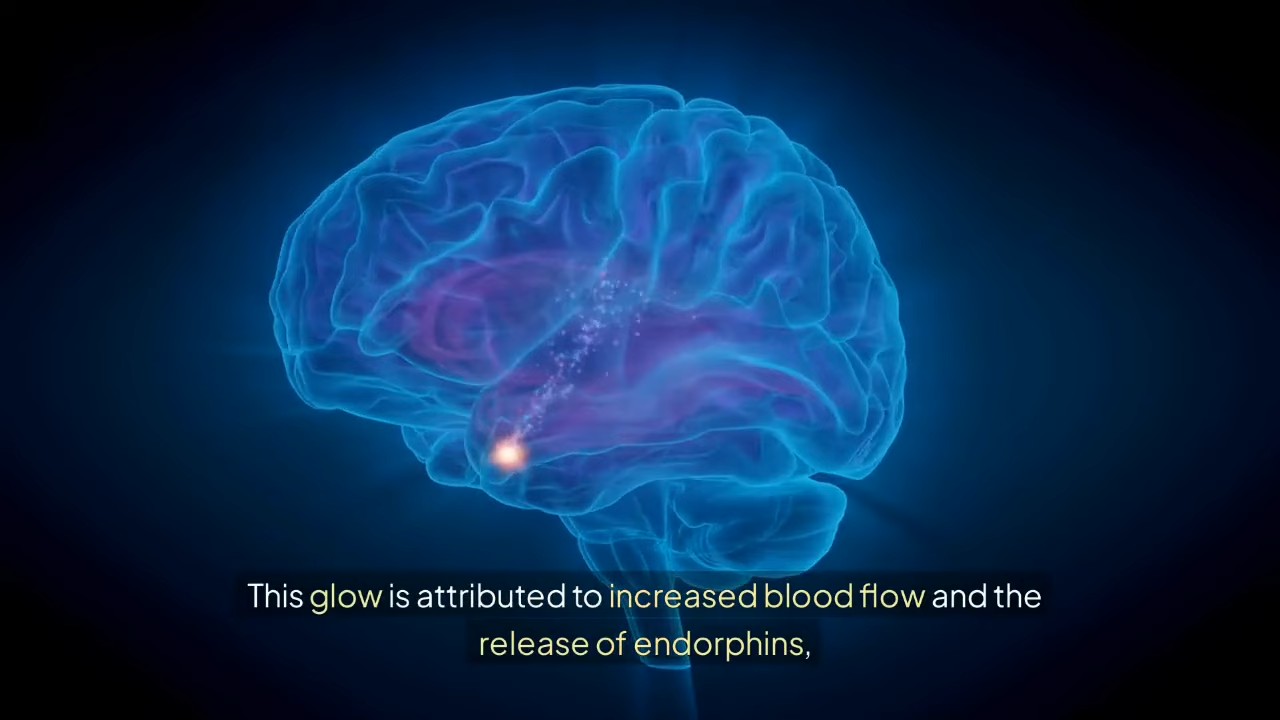 This glow is attributed to increased blood flow and the
release of endorphins,